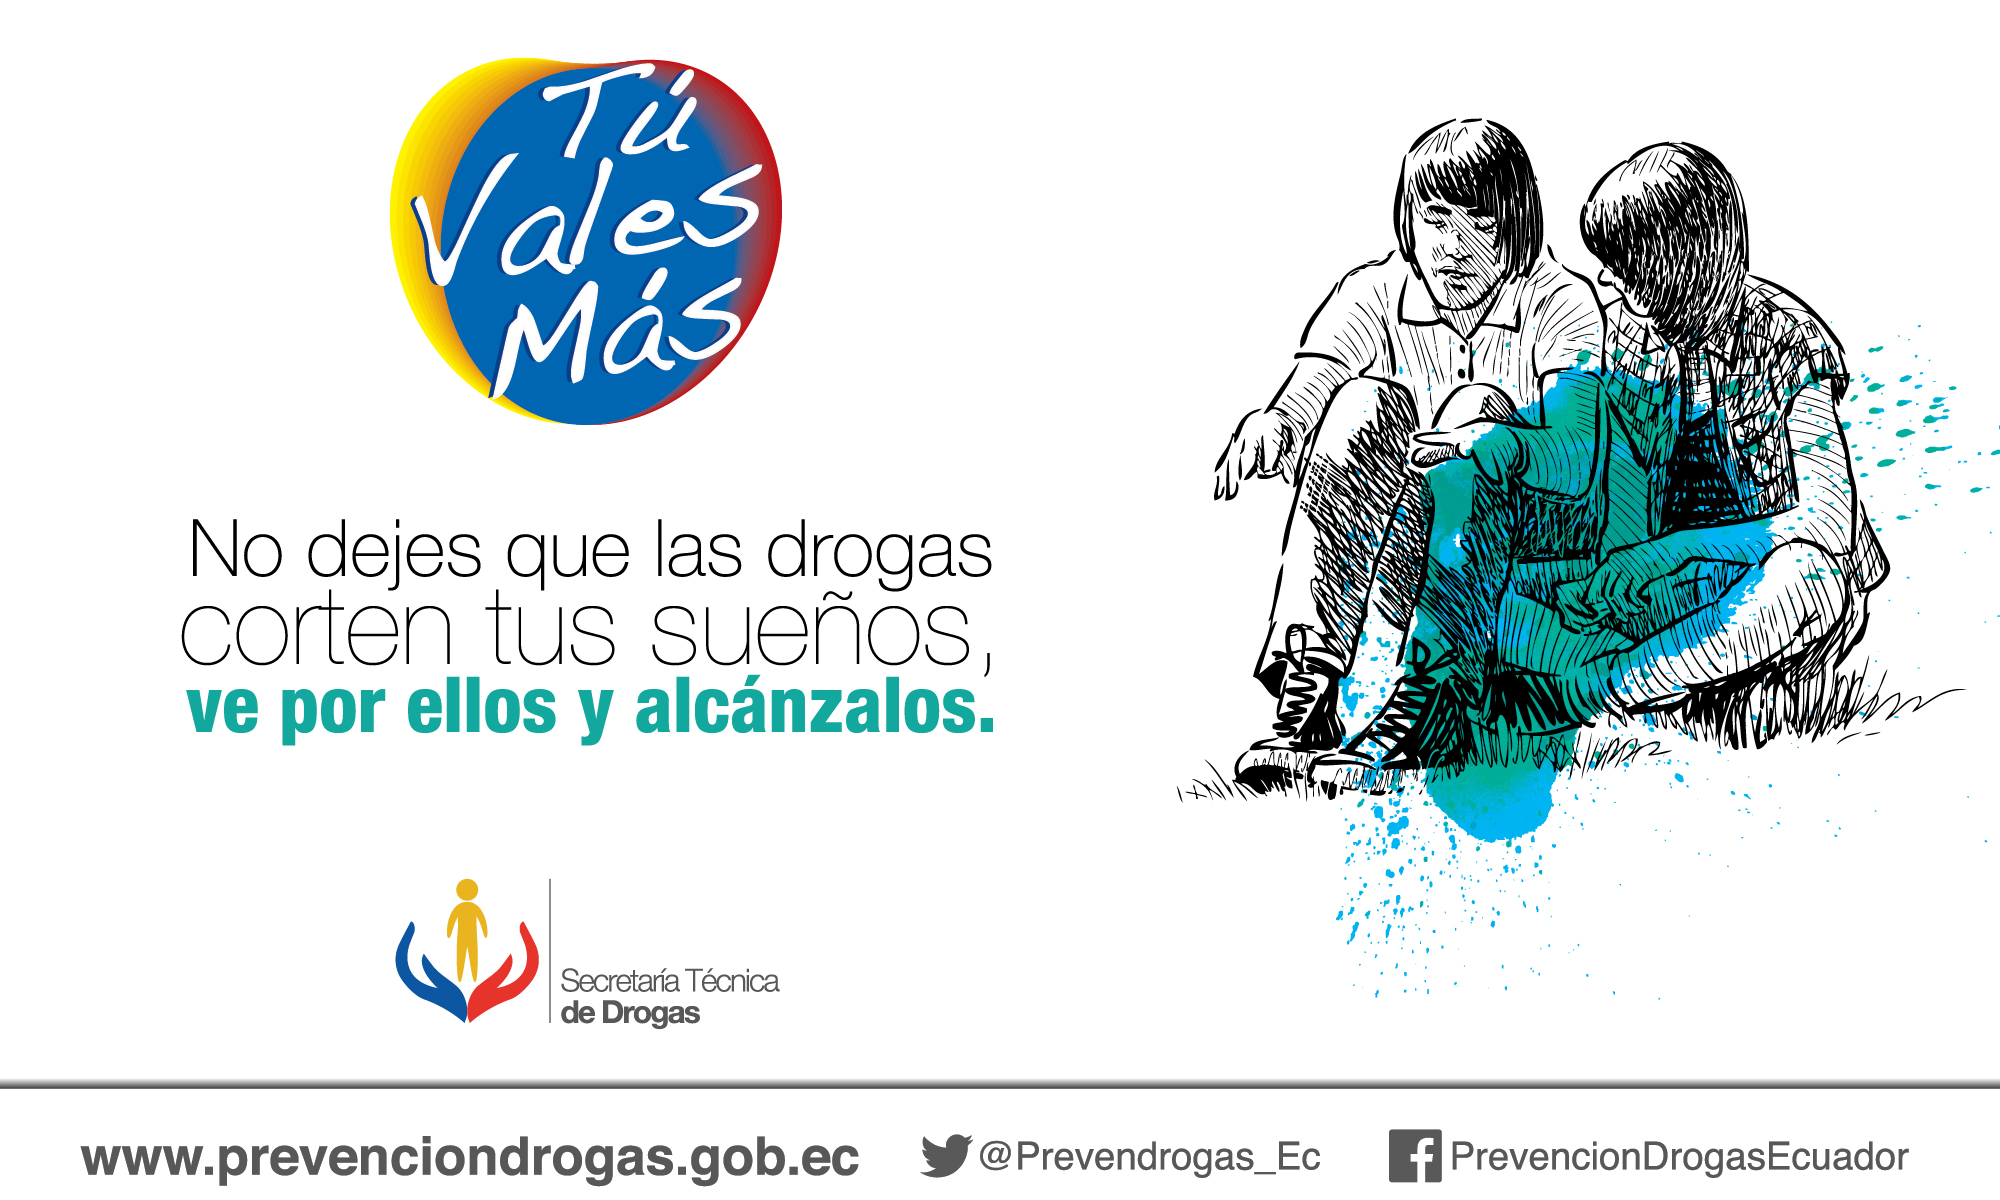 Tú
Vales
Más
No dejes que las drogas
corten tus sueños,
ve por ellos y alcánzalos.
Secretaría Técnica
de Drogas
www.prevenciondrogas.gob.ec @Prevendrogas_Ec PrevencionDrogasEcuador